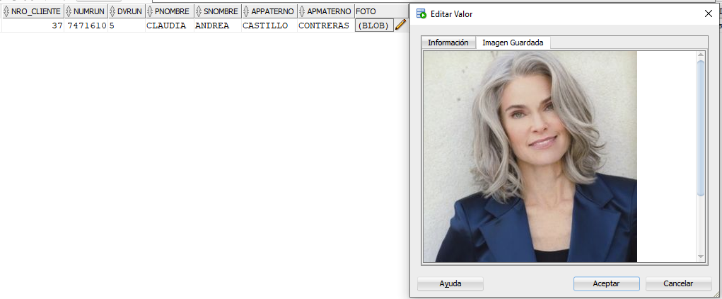 NRO_CLIENTE NUMRUN DVRUN PNOMBRE SNOMBRE APPATERNO APMATERNO FOTO
37 7471610 5 CLAUDIA ANDREA CASTILLO CONTRERAS (BLOB)
Editar Valor
Información Imagen Guardada
Ayuda Aceptar Cancelar